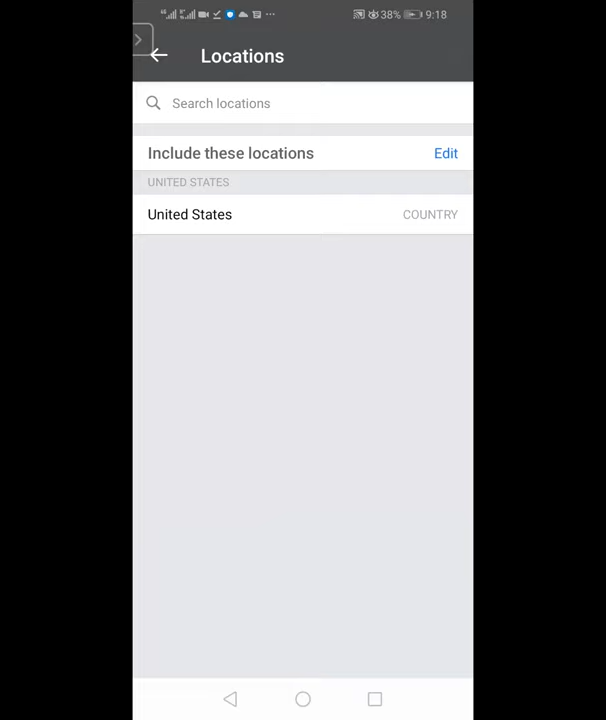 38% 9:18
Locations
Search locations
Include these locations Edit
UNITED STATES
United States COUNTRY